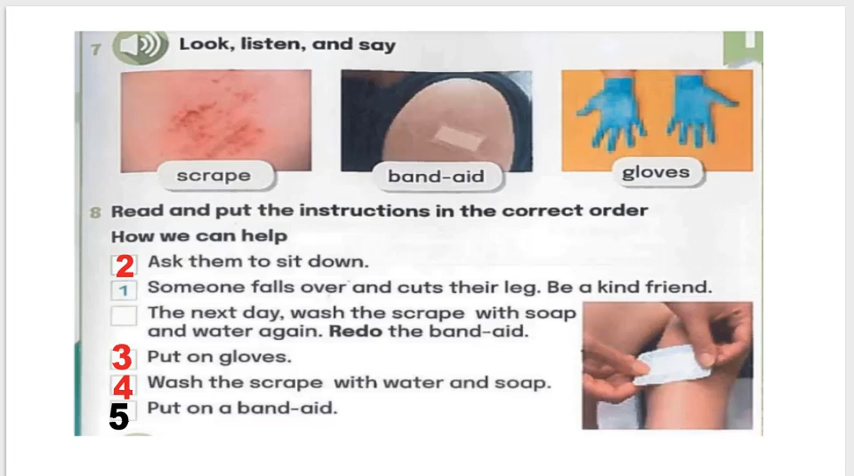 7 Look, listen, and say
scrape
band-aid
gloves
8 Read and put the instructions in the correct order
How we can help
2 Ask them to sit down.
1 Someone falls over and cuts their leg. Be a kind friend.
The next day, wash the scrape with soap
and water again. Redo the band-aid.
3 Put on gloves.
4 Wash the scrape with water and soap.
5 Put on a band-aid.